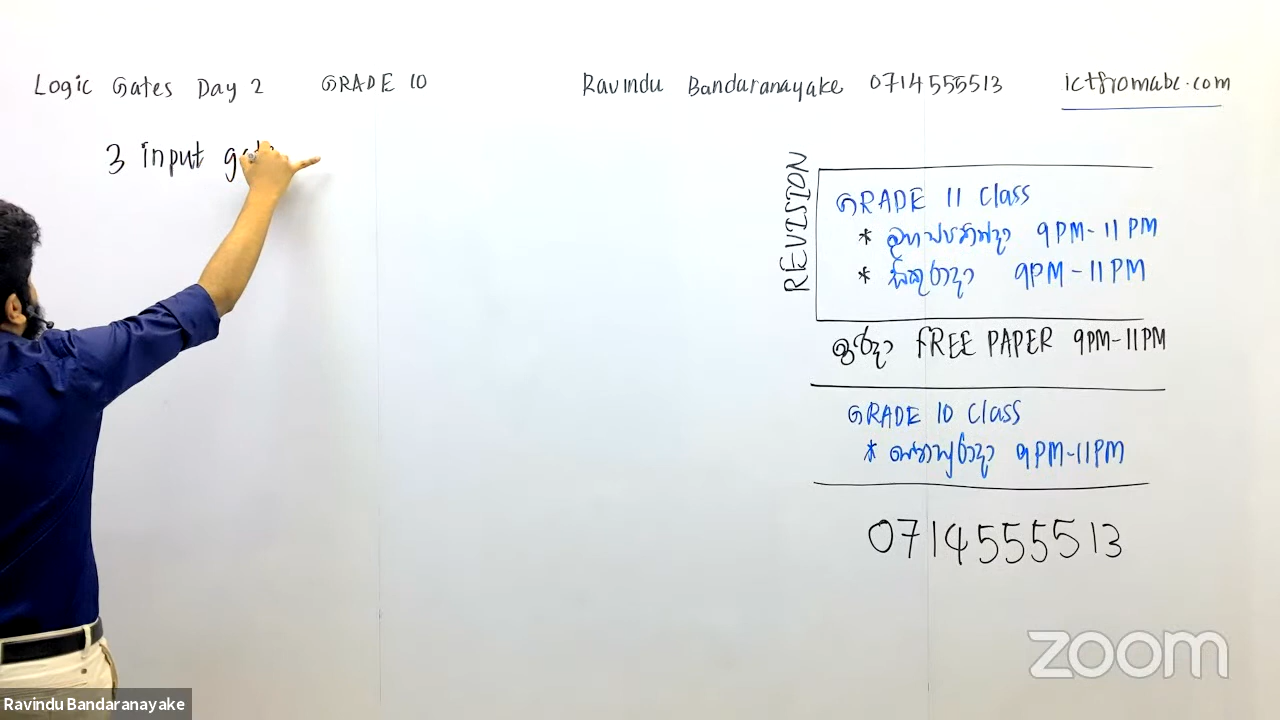 Logic Gates Day 2 GRADE 10 Ravindu Bandaranayake 0714555513 ictfromabc.com
3 input gate
REVISION
GRADE 11 Class
* බ්‍රහස්පතින්දා 9PM-11PM
* සිකුරාදා 9PM-11PM
ඉරිදා FREE PAPER 9PM-11PM
GRADE 10 Class
* සෙනසුරාදා 9PM-11PM
0714555513
zoom
Ravindu Bandaranayake